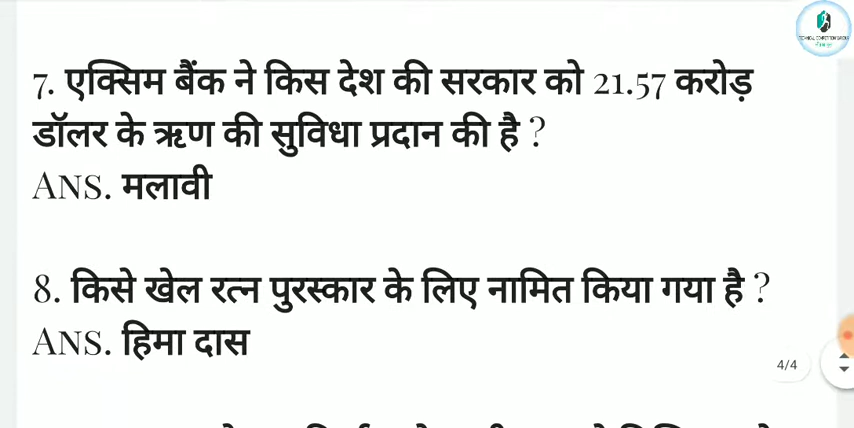 7. एक्सिम बैंक ने किस देश की सरकार को 21.57 करोड़
डॉलर के ऋण की सुविधा प्रदान की है ?
ANS. मलावी
8. किसे खेल रत्न पुरस्कार के लिए नामित किया गया है ?
ANS. हिमा दास
4/4